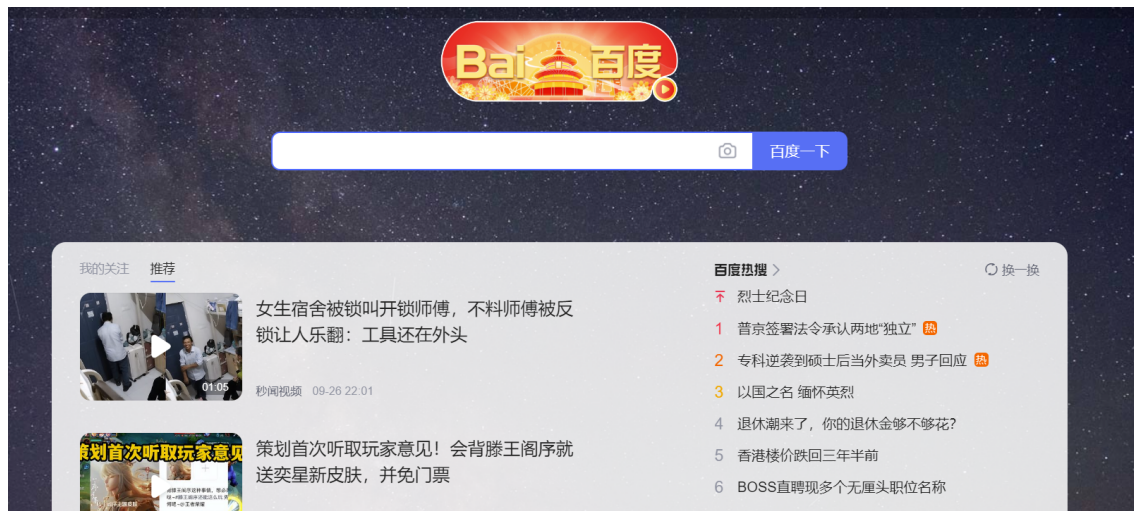 Bai 百度
百度一下
我的关注 推荐
女生宿舍被锁叫开锁师傅，不料师傅被反
锁让人乐翻：工具还在外头
01:05
秒闻视频 09-26 22:01
策划首次听取玩家意见
策划首次听取玩家意见！会背滕王阁序就
送奕星新皮肤，并免门票
百度热搜 换一换
烈士纪念日
1 普京签署法令承认两地“独立” 热
2 专科逆袭到硕士后当外卖员 男子回应 热
3 以国之名 缅怀英烈
4 退休潮来了，你的退休金够不够花？
5 香港楼价跌回三年半前
6 BOSS直聘现多个无厘头职位名称